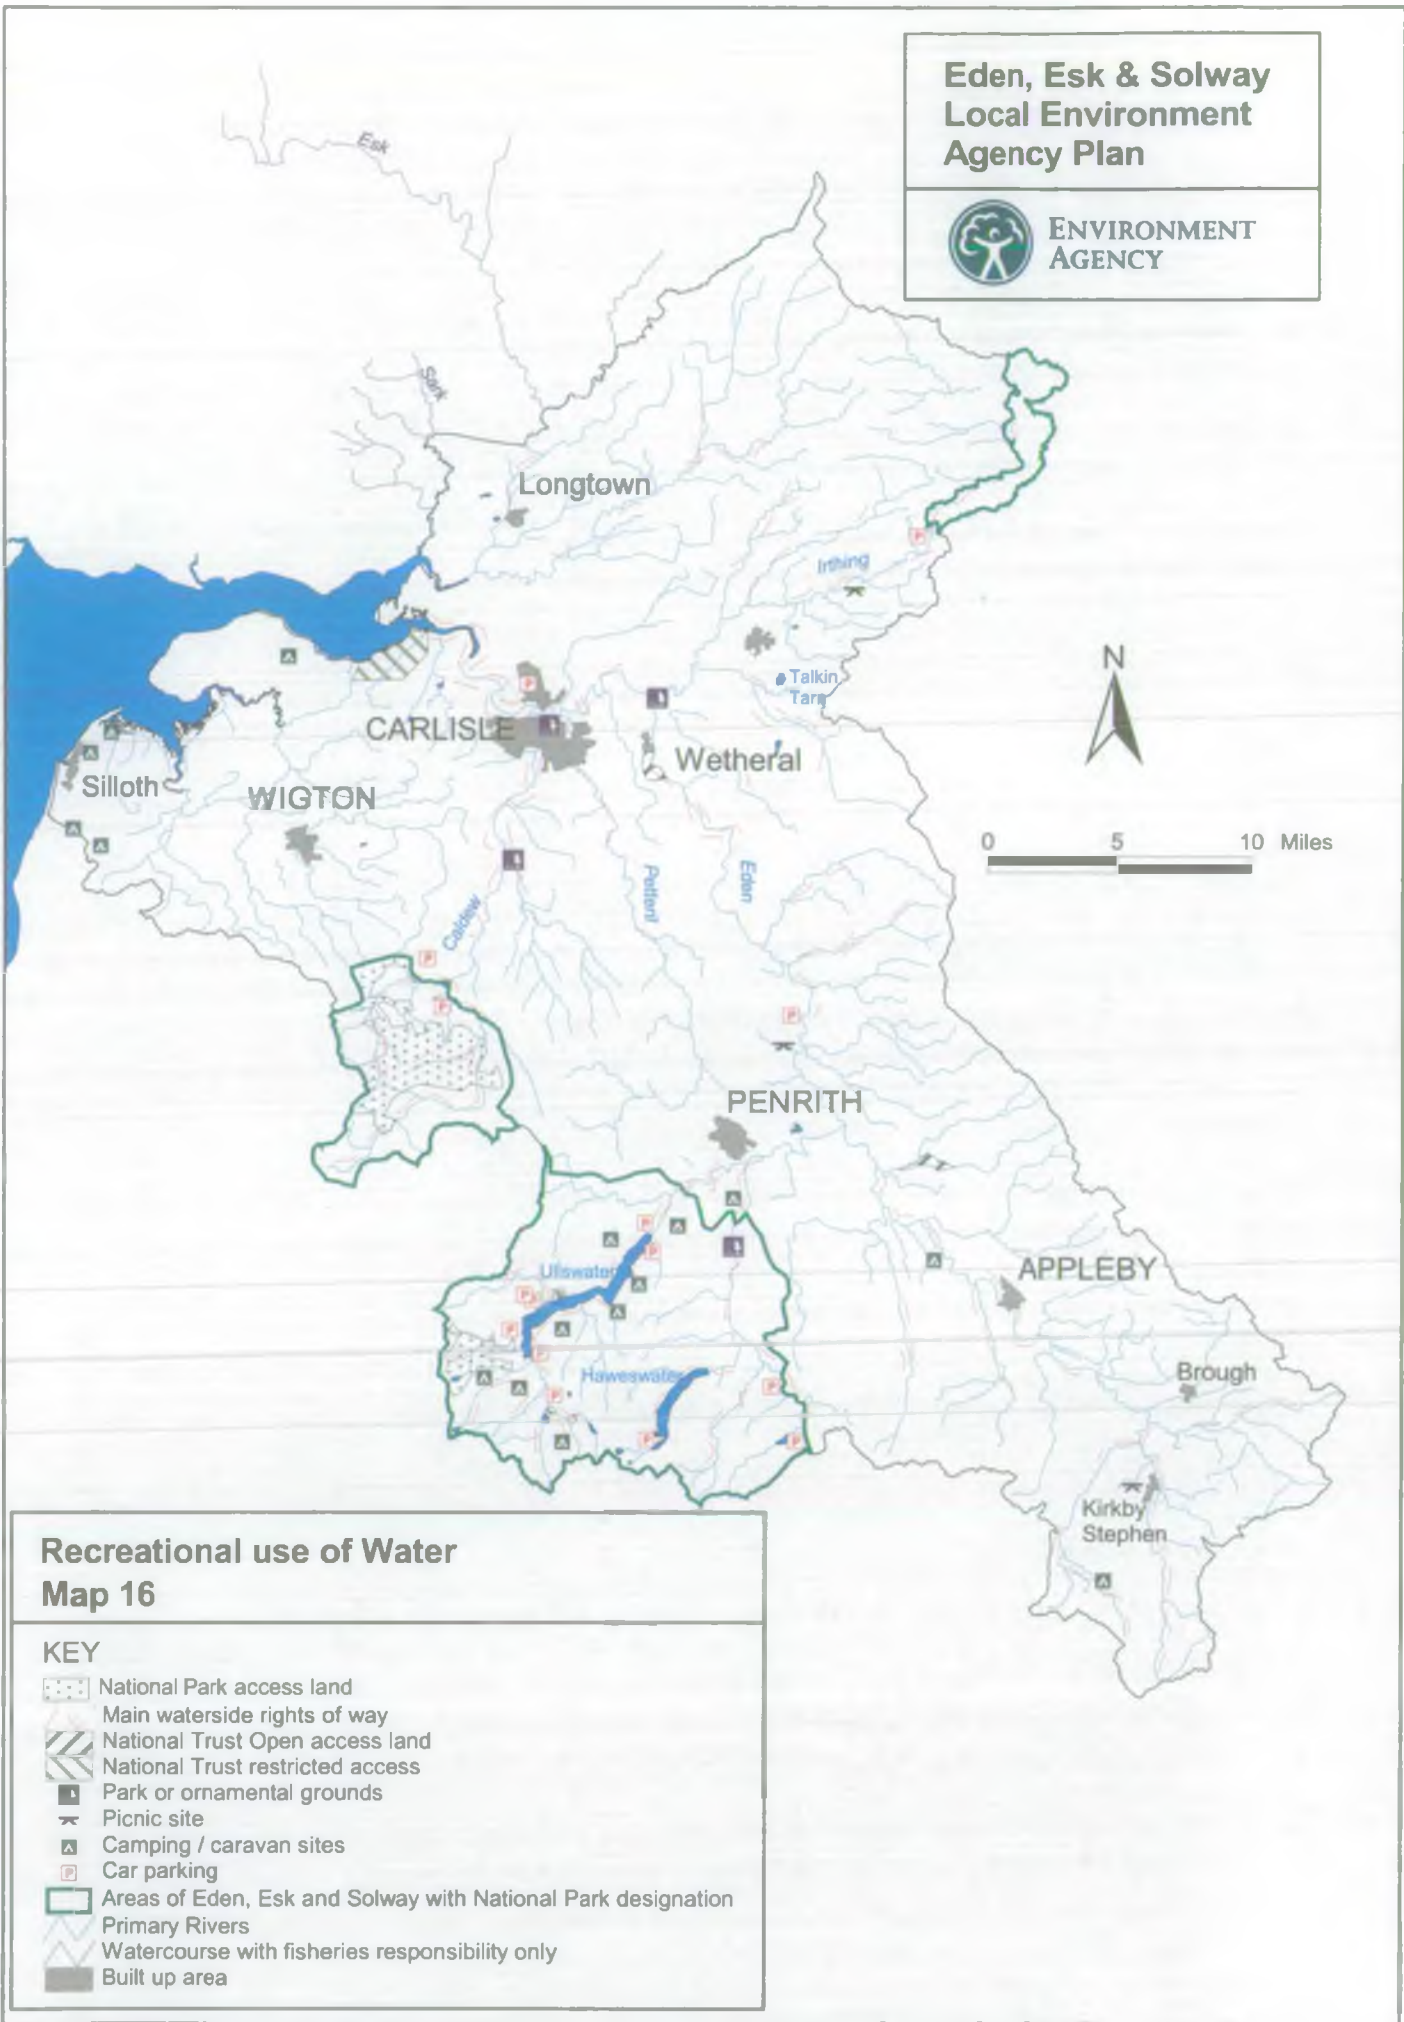 Eden, Esk & Solway
Local Environment
Agency Plan
ENVIRONMENT
AGENCY
Esk
Sark
Longtown
Irthing
Talkin
Tarn
N
CARLISLE
Wetheral
Silloth
WIGTON
0 5 10 Miles
Petteril
Eden
Caldew
PENRITH
Ullswater
APPLEBY
Haweswater
Brough
Kirkby
Stephen
Recreational use of Water
Map 16
KEY
National Park access land
Main waterside rights of way
National Trust Open access land
National Trust restricted access
Park or ornamental grounds
Picnic site
Camping / caravan sites
P Car parking
Areas of Eden, Esk and Solway with National Park designation
Primary Rivers
Watercourse with fisheries responsibility only
Built up area